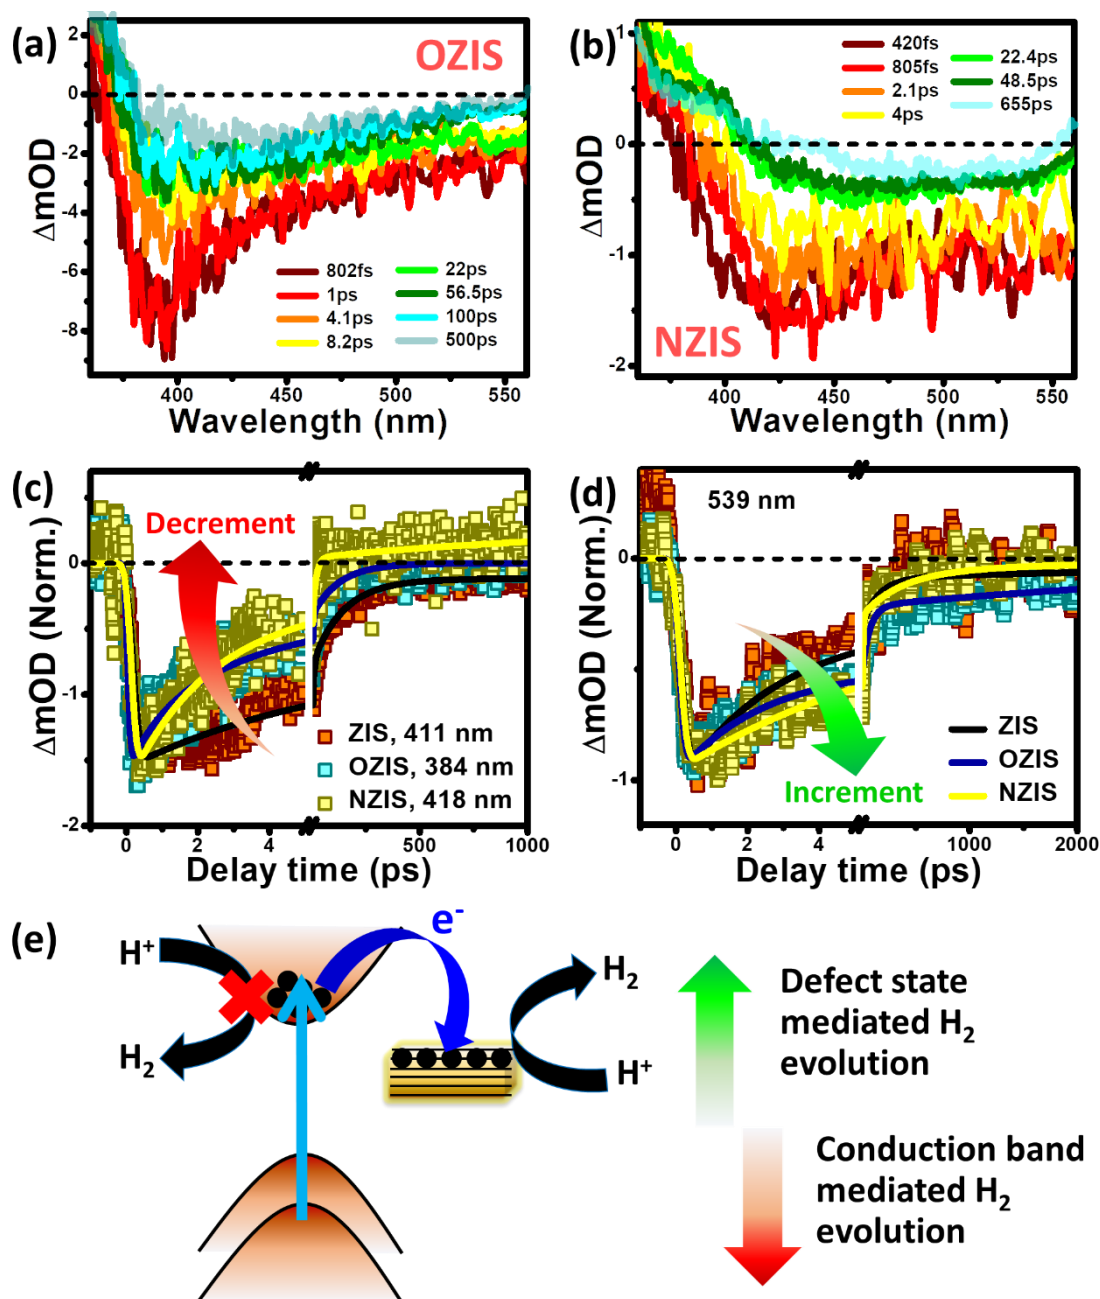 (a)
OZIS
2
0
-2
-4
-6
-8
ΔmOD
802fs
1ps
4.1ps
8.2ps
22ps
56.5ps
100ps
500ps
400
450
500
550
Wavelength (nm)
(b)
NZIS
1
0
-1
-2
ΔmOD
420fs
805fs
2.1ps
4ps
22.4ps
48.5ps
655ps
400
450
500
550
Wavelength (nm)
(c)
Decrement
0
-1
-2
ΔmOD (Norm.)
ZIS, 411 nm
OZIS, 384 nm
NZIS, 418 nm
0
2
4
500
1000
Delay time (ps)
(d)
539 nm
0
-1
ΔmOD (Norm.)
Increment
ZIS
OZIS
NZIS
0
2
4
1000
2000
Delay time (ps)
(e)
e-
H+
H2
H2
H+
Defect state
mediated H2
evolution
Conduction band
mediated H2
evolution